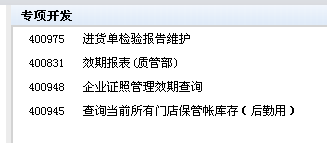 专项开发
400975 进货单检验报告维护
400831 效期报表(质管部)
400948 企业证照管理效期查询
400945 查询当前所有门店保管帐库存(后勤用)